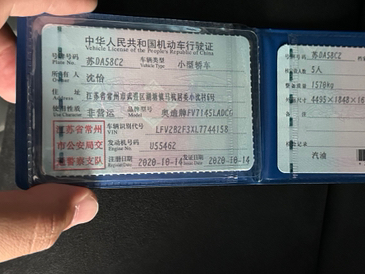 中华人民共和国机动车行驶证
Vehicle License of the People's Republic of China
号牌号码 苏DA58C2 车辆类型 小型轿车
Plate No. Vehicle Type
所有人 沈怡
Owner
住址 江苏省常州市武进区
Address
使用性质 非营运 品牌型号 奥迪牌FV7145LADCG
Use Character Model
江苏省常州
市公安局交
通警察支队
车辆识别代号 LFVZB2F3XL7744158
VIN
发动机号码 U55462
Engine No.
注册日期 2020-10-14 发证日期 2020-10-14
Register Date Issue Date
苏DA58C2
5人
1570kg
4495×1848×
汽油